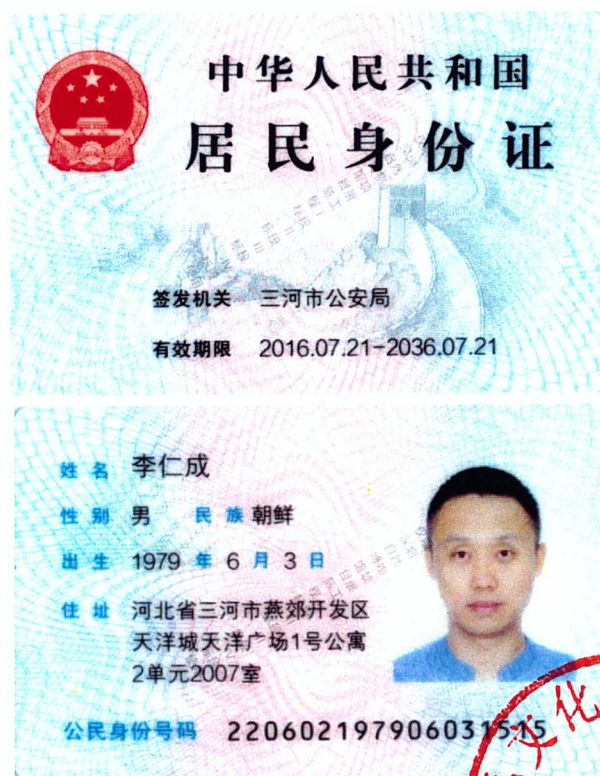 中华人民共和国
居民身份证
签发机关 三河市公安局
有效期限 2016.07.21-2036.07.21
姓名 李仁成
性别 男 民族 朝鲜
出生 1979 年 6 月 3 日
住址 河北省三河市燕郊开发区
天洋城天洋广场1号公寓
2单元2007室
公民身份号码 220602197906031515
文化